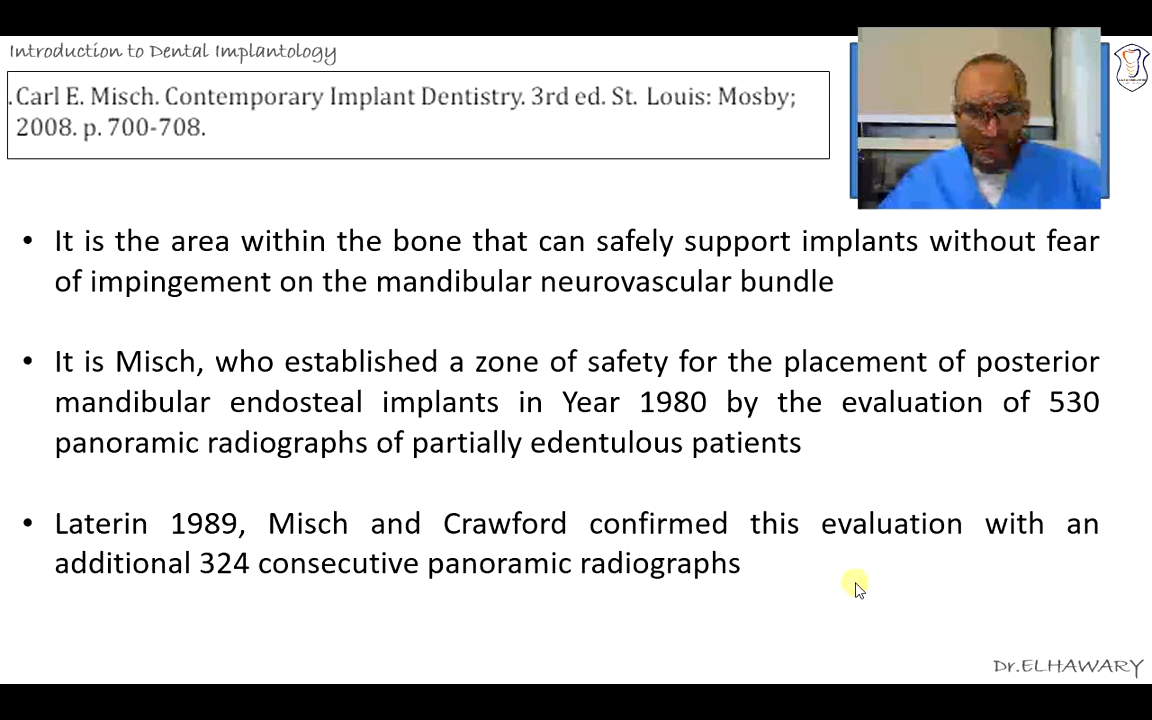 Introduction to Dental Implantology
.Carl E. Misch. Contemporary Implant Dentistry. 3rd ed. St. Louis: Mosby;
2008. p. 700-708.
• It is the area within the bone that can safely support implants without fear
of impingement on the mandibular neurovascular bundle
• It is Misch, who established a zone of safety for the placement of posterior
mandibular endosteal implants in Year 1980 by the evaluation of 530
panoramic radiographs of partially edentulous patients
• Laterin 1989, Misch and Crawford confirmed this evaluation with an
additional 324 consecutive panoramic radiographs
Dr.ELHAWARY